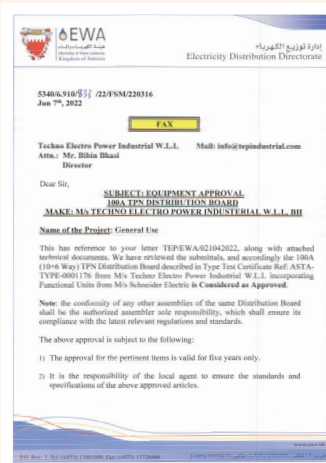 EWA
هيئة الكهرباء والماء
Electricity & Water Authority
Kingdom of Bahrain
إدارة توزيع الكهرباء
Electricity Distribution Directorate
5340/6.910/ /22/FSM/220316
Jun 7th, 2022
FAX
Techno Electro Power Industrial W.L.L Mail: info@tepindustrial.com
Attn.: Mr. Bibin Bhasi
Director
Dear Sir,
SUBJECT: EQUIPMENT APPROVAL
100A TPN DISTRIBUTION BOARD
MAKE: M/s TECHNO ELECTRO POWER INDUSTERIAL W.L.L, BH
Name of the Project: General Use
This has reference to your letter TEP/EWA/021042022, along with attached
technical documents. We have reviewed the submittals, and accordingly the 100A
(10+6 Way) TPN Distribution Board described in Type Test Certificate Ref: ASTA-
TYPE-0001176 from M/s Techno Electro Power Industrial W.L.L incorporating
Functional Units from M/s Schneider Electric is Considered as Approved.
Note: the conformity of any other assemblies of the same Distribution Board
shall be the authorized assembler sole responsibility, which shall ensure its
compliance with the latest relevant regulations and standards.
The above approval is subject to the following:
1) The approval for the pertinent items is valid for five years only.
2) It is the responsibility of the local agent to ensure the standards and
specifications of the above approved articles.
P.O. Box: 2, Tel: (+973) Fax: (+973)